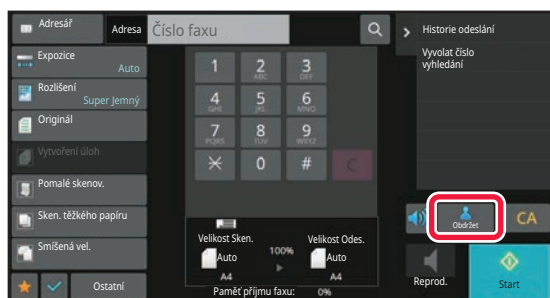 Adresář
Adresa
Číslo faxu
Historie odeslání
Vyvolat číslo
vyhledání
Expozice
Auto
Rozlišení
Super Jemný
Originál
Vytvoření úloh
Pomalé skenov.
Sken. těžkého papíru
Smíšená vel.
Ostatní
1
2
ABC
3
DEF
4
GHI
5
JKL
6
MNO
7
PQRS
8
TUV
9
WXYZ
0
#
C
Velikost Sken.
Auto
A4
100%
Velikost Odes.
Auto
A4
Paměť příjmu faxu: 0%
Obdržet
CA
Reprod.
Start